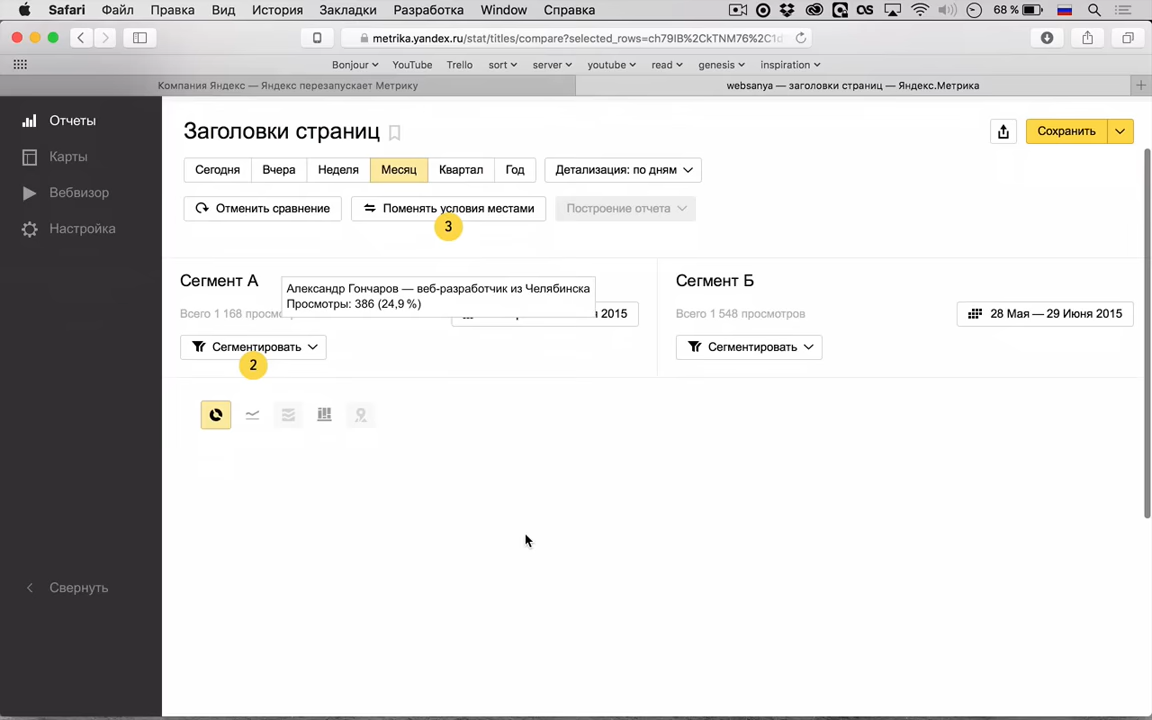 Safari Файл Правка Вид История Закладки Разработка Window Справка 68 %
metrika.yandex.ru/stat/titles/compare?selected_rows=ch79IB%2CkTNM76%2C1d
Bonjour YouTube Trello sort server youtube read genesis inspiration
Компания Яндекс — Яндекс перезапускает Метрику
websanya — заголовки страниц — Яндекс.Метрика
Отчеты
Карты
Вебвизор
Настройка
Свернуть
Заголовки страниц
Сохранить
Сегодня Вчера Неделя Месяц Квартал Год Детализация: по дням
Отменить сравнение Поменять условия местами Построение отчета
3
Сегмент А
Александр Гончаров — веб-разработчик из Челябинска
Просмотры: 386 (24,9 %)
Всего 1 168
2015
Сегментировать
2
Сегмент Б
Всего 1 548 просмотров
28 Мая — 29 Июня 2015
Сегментировать